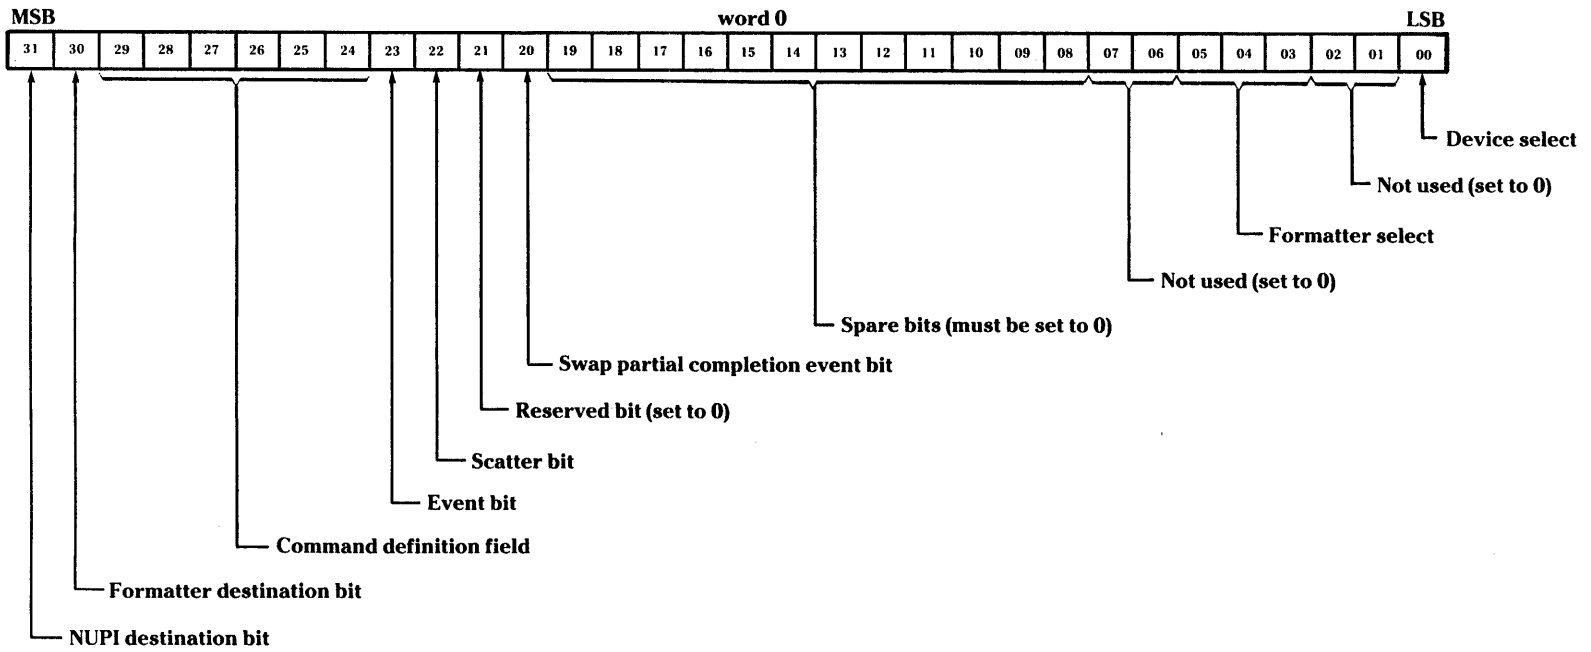 MSB word 0 LSB
31 30 29 28 27 26 25 24 23 22 21 20 19 18 17 16 15 14 13 12 11 10 09 08 07 06 05 04 03 02 01 00
Device select
Not used (set to 0)
Formatter select
Not used (set to 0)
Spare bits (must be set to 0)
Swap partial completion event bit
Reserved bit (set to 0)
Scatter bit
Event bit
Command definition field
Formatter destination bit
NUPI destination bit